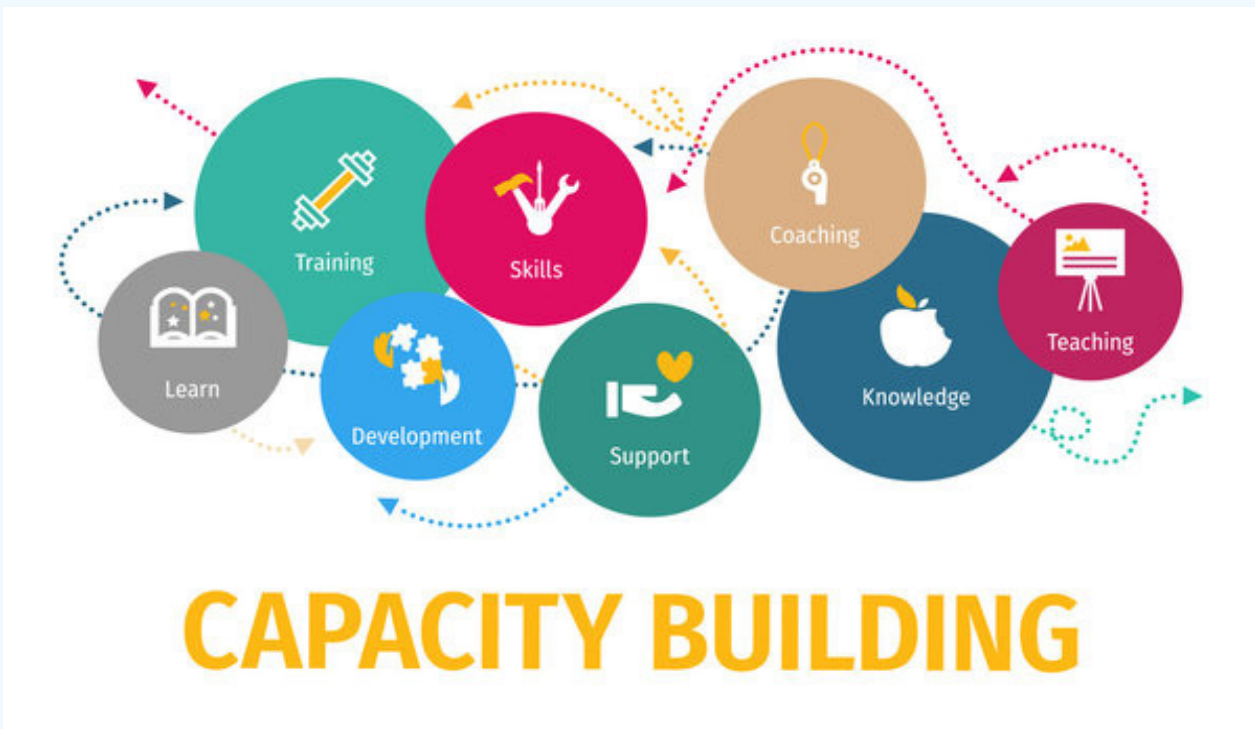 Training
Skills
Coaching
Learn
Development
Support
Knowledge
Teaching
CAPACITY BUILDING